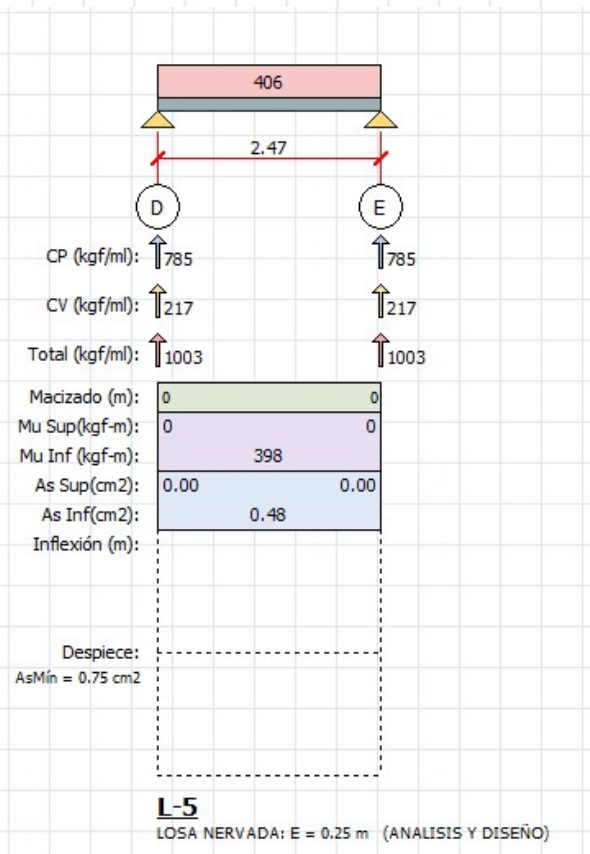 406
2.47
D E
CP (kgf/ml): 785 785
CV (kgf/ml): 217 217
Total (kgf/ml): 1003 1003
Macizado (m): 0 0
Mu Sup(kgf-m): 0 0
Mu Inf (kgf-m): 398
As Sup(cm2): 0.00 0.00
As Inf(cm2): 0.48
Inflexión (m):
Despiece:
AsMín = 0.75 cm2
L-5
LOSA NERVADA: E = 0.25 m (ANALISIS Y DISEÑO)